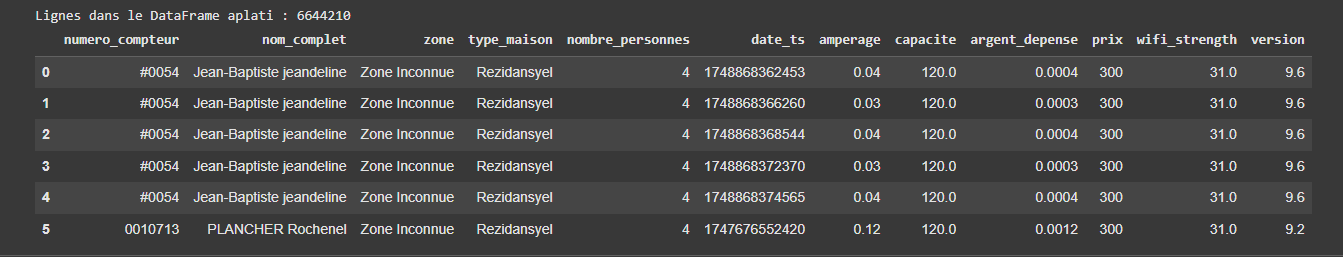 Lignes dans le DataFrame aplati : 6644210
numero_compteur nom_complet zone type_maison nombre_personnes date_ts amperage capacite argent_depense prix wifi_strength version
0 #0054 Jean-Baptiste jeandeline Zone Inconnue Rezidansyel 4 1748868362453 0.04 120.0 0.0004 300 31.0 9.6
1 #0054 Jean-Baptiste jeandeline Zone Inconnue Rezidansyel 4 1748868366260 0.03 120.0 0.0003 300 31.0 9.6
2 #0054 Jean-Baptiste jeandeline Zone Inconnue Rezidansyel 4 1748868368544 0.04 120.0 0.0004 300 31.0 9.6
3 #0054 Jean-Baptiste jeandeline Zone Inconnue Rezidansyel 4 1748868372370 0.03 120.0 0.0003 300 31.0 9.6
4 #0054 Jean-Baptiste jeandeline Zone Inconnue Rezidansyel 4 1748868374565 0.04 120.0 0.0004 300 31.0 9.6
5 0010713 PLANCHER Rochenel Zone Inconnue Rezidansyel 4 1747676552420 0.12 120.0 0.0012 300 31.0 9.2